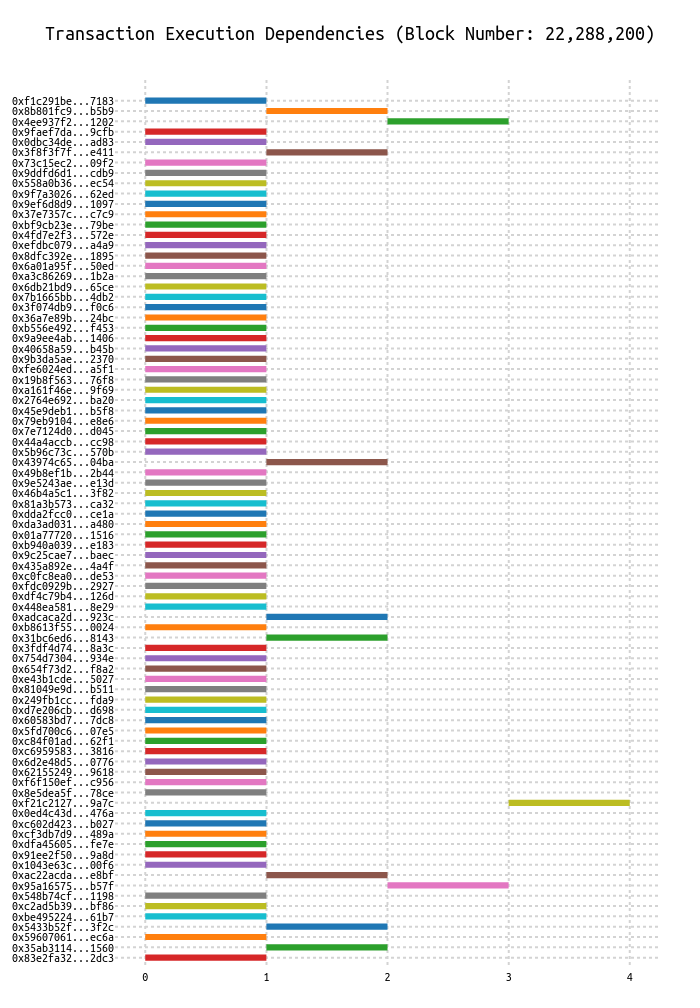 Transaction Execution Dependencies (Block Number: 22,288,200)
0xf1c291be...7183
0x8b801fc9...b5b9
0x4ee937f2...1202
0x9faef7da...9cfb
0x0dbc34de...ad83
0x3f8f3f7f...e411
0x73c15ec2...09f2
0x9ddfd6d1...cdb9
0x558a0b36...ec54
0x9f7a3026...62ed
0x9ef6d8d9...1097
0x37e7357c...c7c9
0xbf9cb23e...79be
0x4fd7e2f3...572e
0xefdbc079...a4a9
0x8dfc392e...1895
0x6a01a95f...50ed
0xa3c86269...1b2a
0x6db21bd9...65ce
0x7b1665bb...4db2
0x3f074db9...f0c6
0x36a7e89b...24bc
0xb556e492...f453
0x9a9ee4ab...1406
0x40658a59...b45b
0x9b3da5ae...2370
0xfe6024ed...a5f1
0x19b8f563...76f8
0xa161f46e...9f69
0x2764e692...ba20
0x45e9deb1...b5f8
0x79eb9104...e8e6
0x7e7124d0...d045
0x44a4accb...cc98
0x5b96c73c...570b
0x43974c65...04ba
0x49b8ef1b...2b44
0x9e5243ae...e13d
0x46b4a5c1...3f82
0x81a3b573...ca32
0xdda2fcc0...ce1a
0xda3ad031...a480
0x01a77720...1516
0xb940a039...e183
0x9c25cae7...baec
0x435a892e...4a4f
0xc0fc8ea0...de53
0xfdc0929b...2927
0xdf4c79b4...126d
0x448ea581...8e29
0xadcaca2d...923c
0xb8613f55...0024
0x31bc6ed6...8143
0x3fdf4d74...8a3c
0x754d7304...934e
0x654f73d2...f8a2
0xe43b1cde...5027
0x81049e9d...b511
0x249fb1cc...fda9
0xd7e206cb...d698
0x60583bd7...7dc8
0x5fd700c6...07e5
0xc84f01ad...62f1
0xc6959583...3816
0x6d2e48d5...0776
0x62155249...9618
0xf6f150ef...c956
0x8e5dea5f...78ce
0xf21c2127...9a7c
0x0ed4c43d...476a
0xc602d423...b027
0xcf3db7d9...489a
0xdfa45605...fe7e
0x91ee2f50...9a8d
0x1043e63c...00f6
0xac22acda...e8bf
0x95a16575...b57f
0x548b74cf...1198
0xc2ad5b39...bf86
0xbe495224...61b7
0x5433b52f...3f2c
0x59607061...ec6a
0x35ab3114...1560
0x83e2fa32...2dc3
0 1 2 3 4